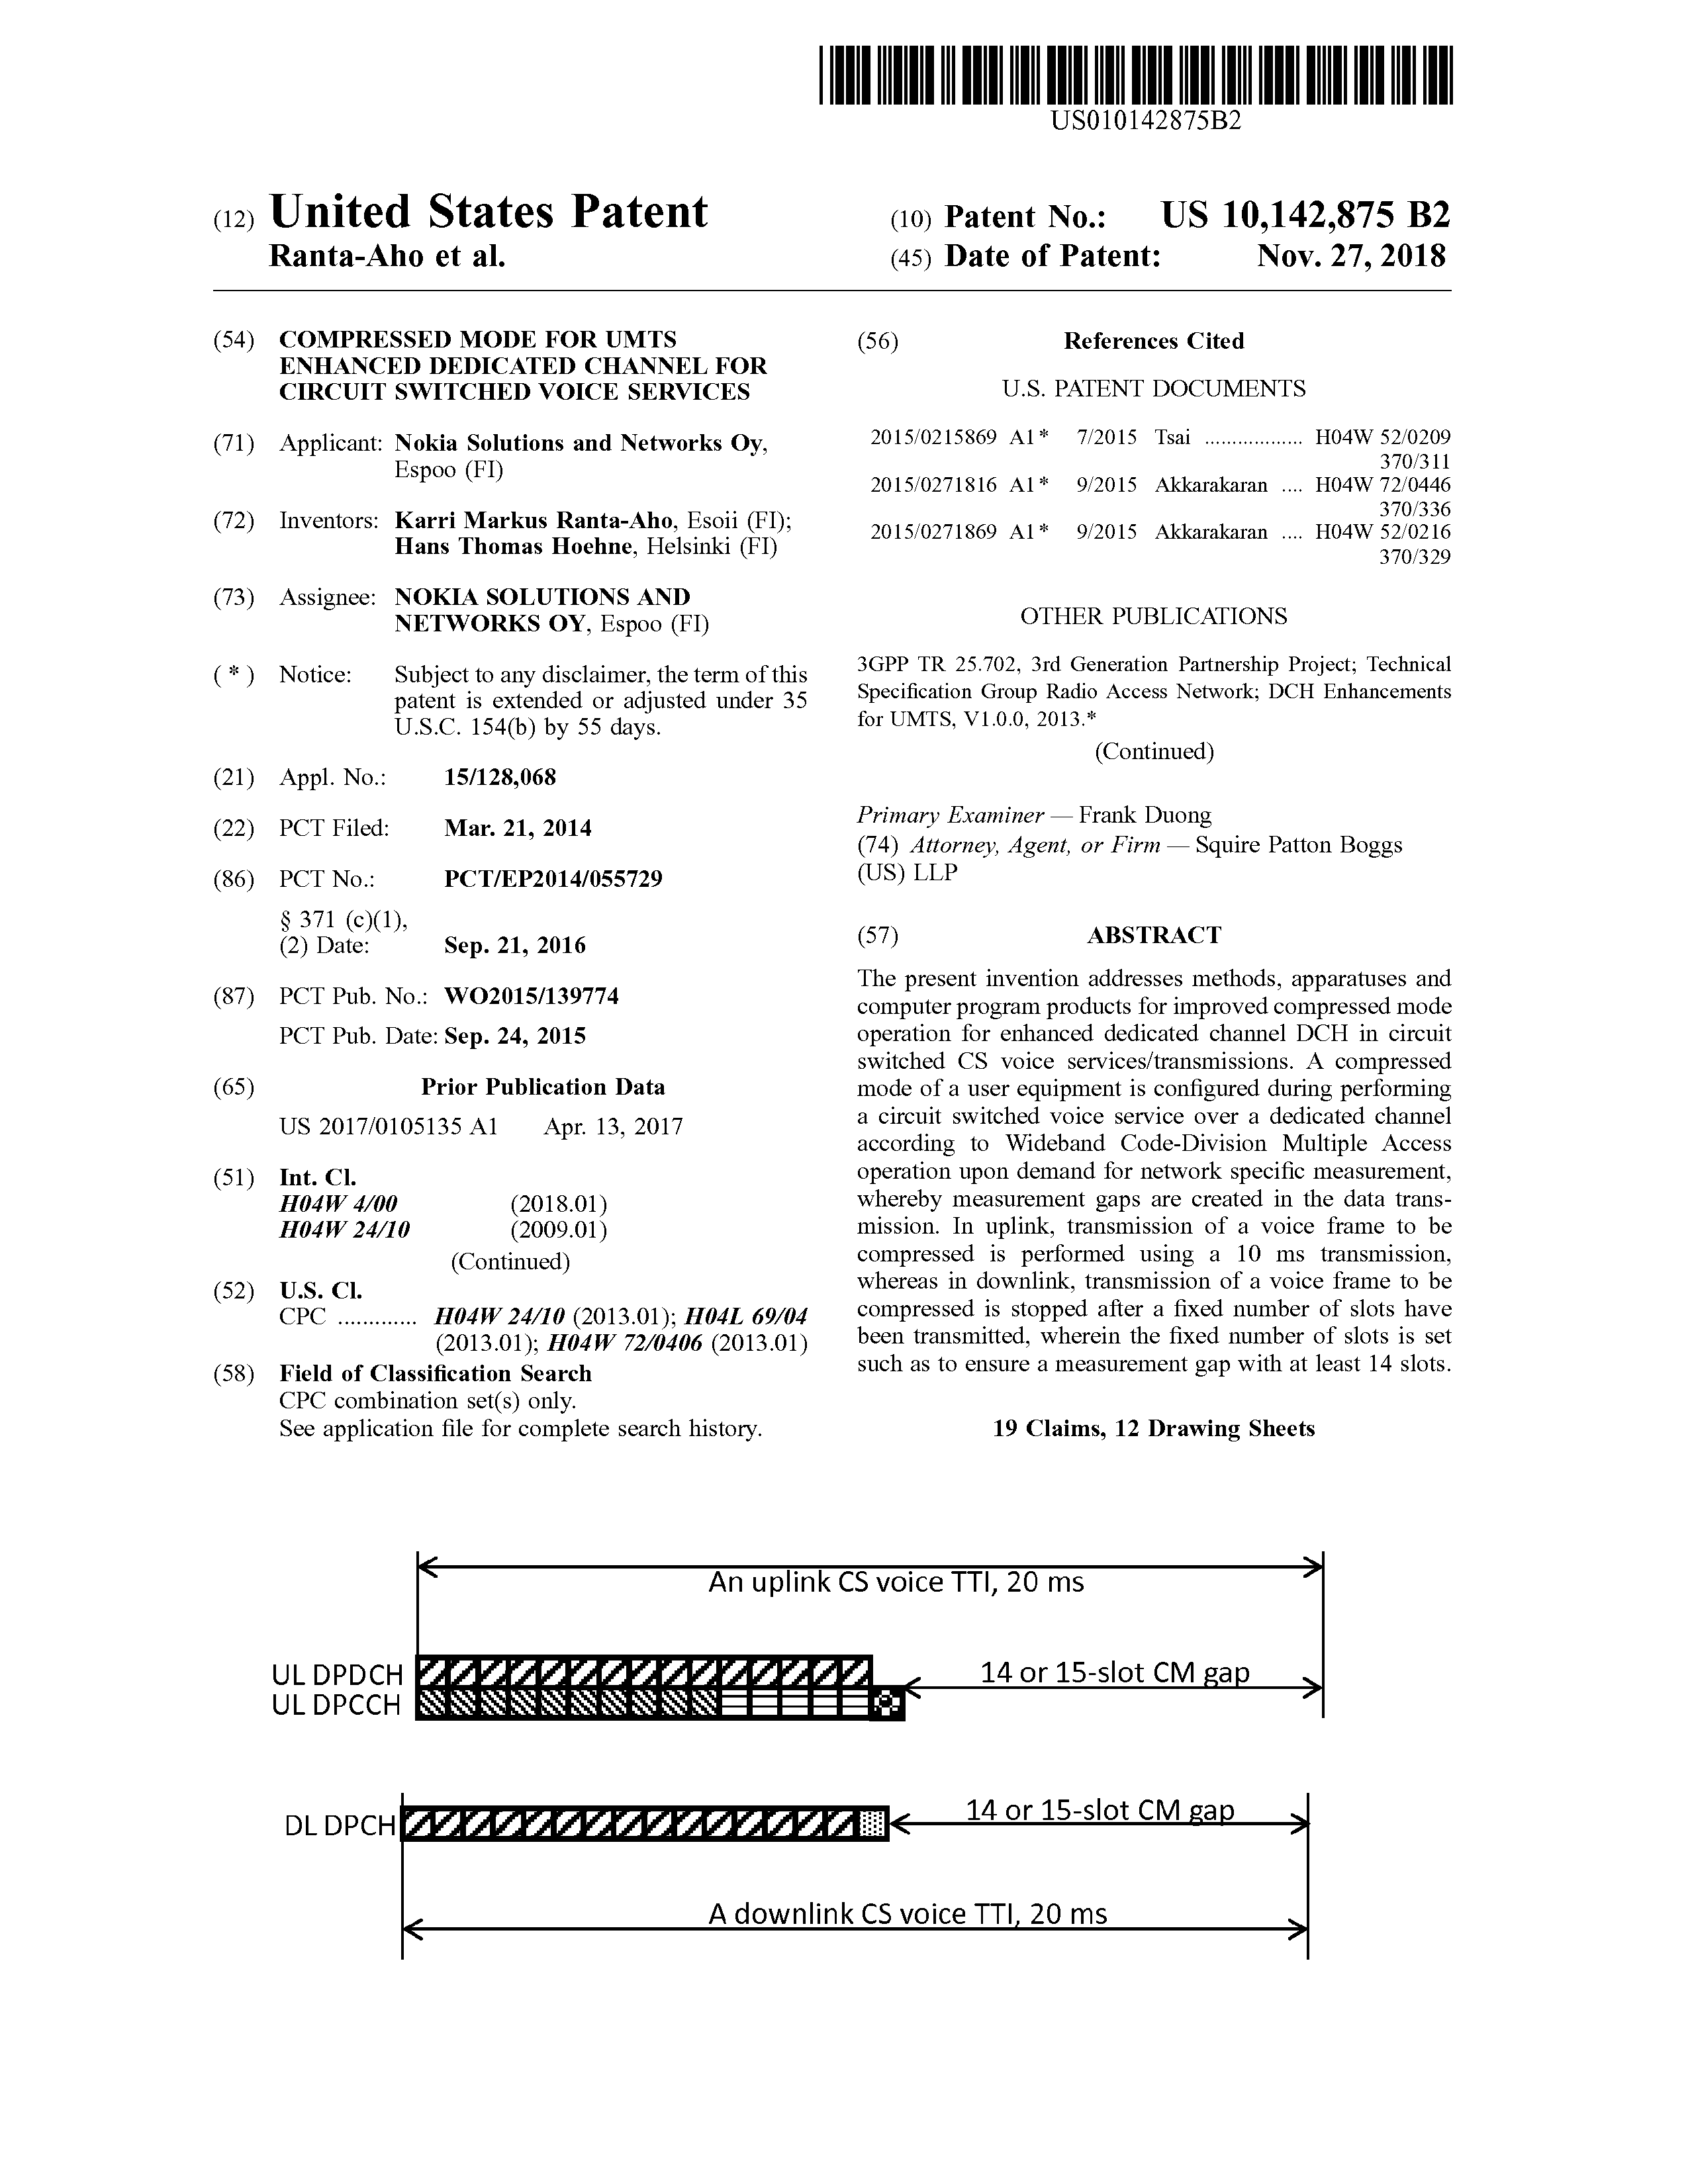 US010142875B2
(12) United States Patent
Ranta-Aho et al.
(10) Patent No.: US 10,142,875 B2
(45) Date of Patent: Nov. 27, 2018
(54) COMPRESSED MODE FOR UMTS
ENHANCED DEDICATED CHANNEL FOR
CIRCUIT SWITCHED VOICE SERVICES
(71) Applicant: Nokia Solutions and Networks Oy,
Espoo (FI)
(72) Inventors: Karri Markus Ranta-Aho, Esoii (FI);
Hans Thomas Hoehne, Helsinki (FI)
(73) Assignee: NOKIA SOLUTIONS AND
NETWORKS OY, Espoo (FI)
( * ) Notice: Subject to any disclaimer, the term of this
patent is extended or adjusted under 35
U.S.C. 154(b) by 55 days.
(21) Appl. No.: 15/128,068
(22) PCT Filed: Mar. 21, 2014
(86) PCT No.: PCT/EP2014/055729
§ 371 (c)(1),
(2) Date: Sep. 21, 2016
(87) PCT Pub. No.: WO2015/139774
PCT Pub. Date: Sep. 24, 2015
(65) Prior Publication Data
US 2017/0105135 A1 Apr. 13, 2017
(51) Int. Cl.
H04W 4/00 (2018.01)
H04W 24/10 (2009.01)
(Continued)
(52) U.S. Cl.
CPC ............. H04W 24/10 (2013.01); H04L 69/04
(2013.01); H04W 72/0406 (2013.01)
(58) Field of Classification Search
CPC combination set(s) only.
See application file for complete search history.
(56) References Cited
U.S. PATENT DOCUMENTS
2015/0215869 A1* 7/2015 Tsai .................. H04W 52/0209
370/311
2015/0271816 A1* 9/2015 Akkarakaran .... H04W 72/0446
370/336
2015/0271869 A1* 9/2015 Akkarakaran .... H04W 52/0216
370/329
OTHER PUBLICATIONS
3GPP TR 25.702, 3rd Generation Partnership Project; Technical
Specification Group Radio Access Network; DCH Enhancements
for UMTS, V1.0.0, 2013.*
(Continued)
Primary Examiner — Frank Duong
(74) Attorney, Agent, or Firm — Squire Patton Boggs
(US) LLP
(57) ABSTRACT
The present invention addresses methods, apparatuses and
computer program products for improved compressed mode
operation for enhanced dedicated channel DCH in circuit
switched CS voice services/transmissions. A compressed
mode of a user equipment is configured during performing
a circuit switched voice service over a dedicated channel
according to Wideband Code-Division Multiple Access
operation upon demand for network specific measurement,
whereby measurement gaps are created in the data trans-
mission. In uplink, transmission of a voice frame to be
compressed is performed using a 10 ms transmission,
whereas in downlink, transmission of a voice frame to be
compressed is stopped after a fixed number of slots have
been transmitted, wherein the fixed number of slots is set
such as to ensure a measurement gap with at least 14 slots.
19 Claims, 12 Drawing Sheets
An uplink CS voice TTI, 20 ms
UL DPDCH
14 or 15-slot CM gap
UL DPCCH
14 or 15-slot CM gap
DL DPCH
A downlink CS voice TTI, 20 ms